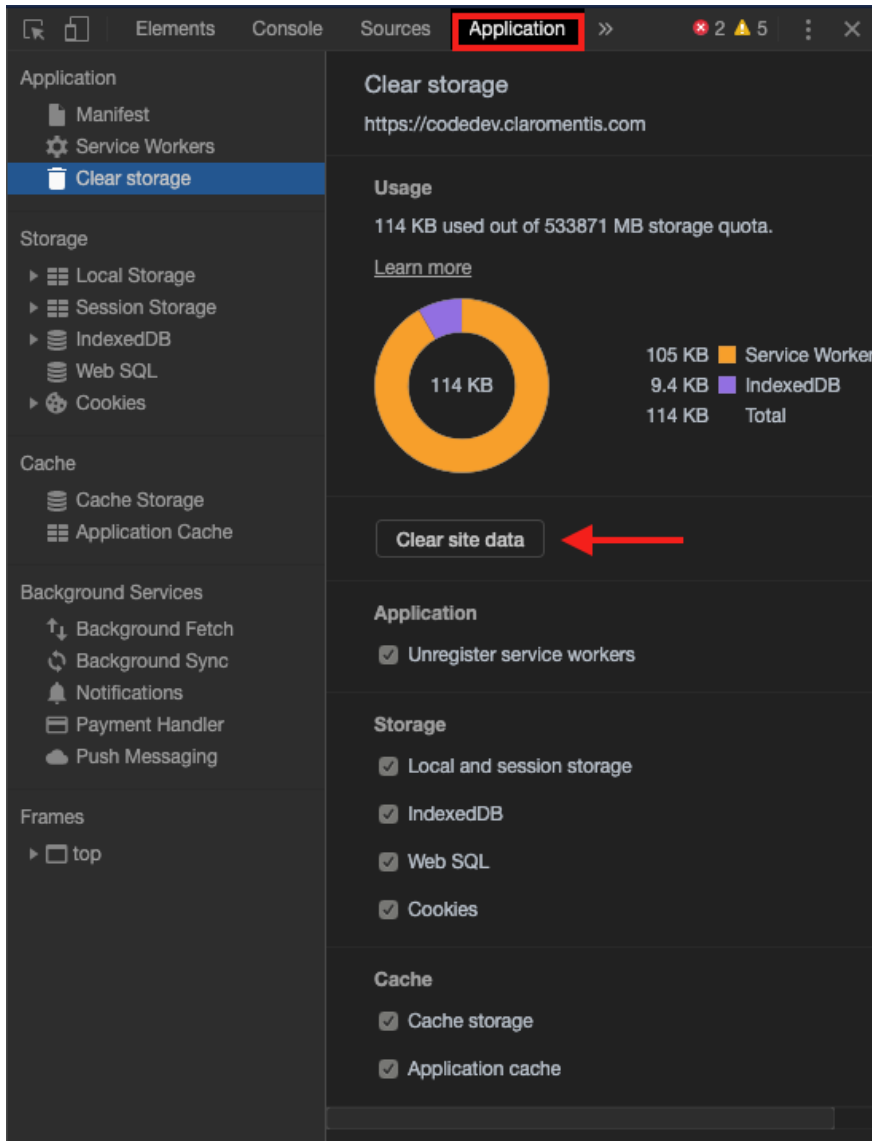 Elements Console Sources Application » 2 5
Application
Manifest
Service Workers
Clear storage
Storage
Local Storage
Session Storage
IndexedDB
Web SQL
Cookies
Cache
Cache Storage
Application Cache
Background Services
Background Fetch
Background Sync
Notifications
Payment Handler
Push Messaging
Frames
top
Clear storage
https://codedev.claromentis.com
Usage
114 KB used out of 533871 MB storage quota.
Learn more
114 KB
105 KB Service Worker
9.4 KB IndexedDB
114 KB Total
Clear site data
Application
Unregister service workers
Storage
Local and session storage
IndexedDB
Web SQL
Cookies
Cache
Cache storage
Application cache